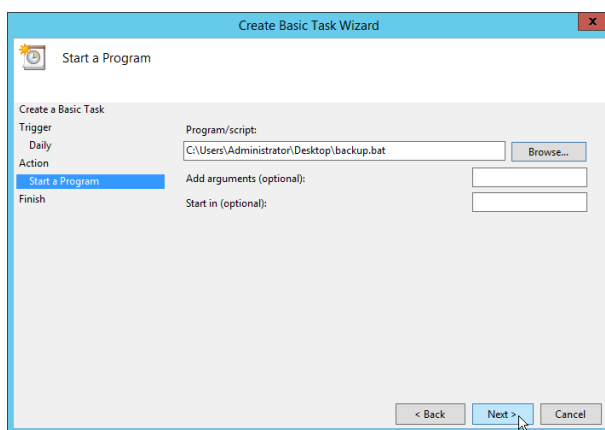 Create Basic Task Wizard
x
Start a Program
Create a Basic Task
Trigger
Daily
Action
Start a Program
Finish
Program/script:
C:\Users\Administrator\Desktop\backup.bat
Browse...
Add arguments (optional):
Start in (optional):
< Back
Next >
Cancel